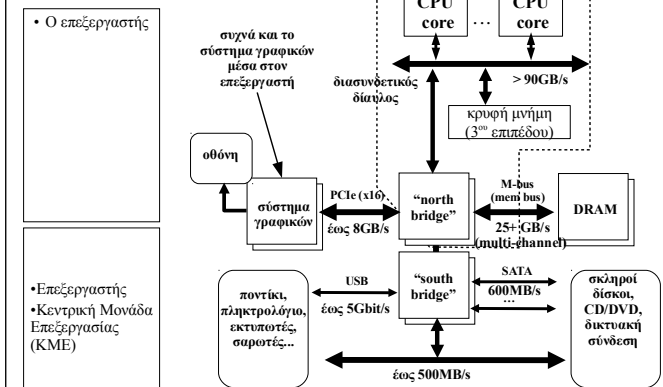 • Ο επεξεργαστής
•Επεξεργαστής
•Κεντρική Μονάδα
Επεξεργασίας
(ΚΜΕ)
συχνά και το
σύστημα γραφικών
μέσα στον
επεξεργαστή
CPU
core
...
CPU
core
> 90GB/s
διασυνδετικός
δίαυλος
κρυφή μνήμη
(3ου επιπέδου)
οθόνη
σύστημα
γραφικών
PCIe (x16)
έως 8GB/s
“north
bridge”
M-bus
(mem bus)
25+ GB/s
(multi-channel)
DRAM
ποντίκι,
πληκτρολόγιο,
εκτυπωτές,
σαρωτές...
USB
έως 5Gbit/s
“south
bridge”
SATA
600MB/s
...
σκληροί
δίσκοι,
CD/DVD,
δικτυακή
σύνδεση
έως 500MB/s